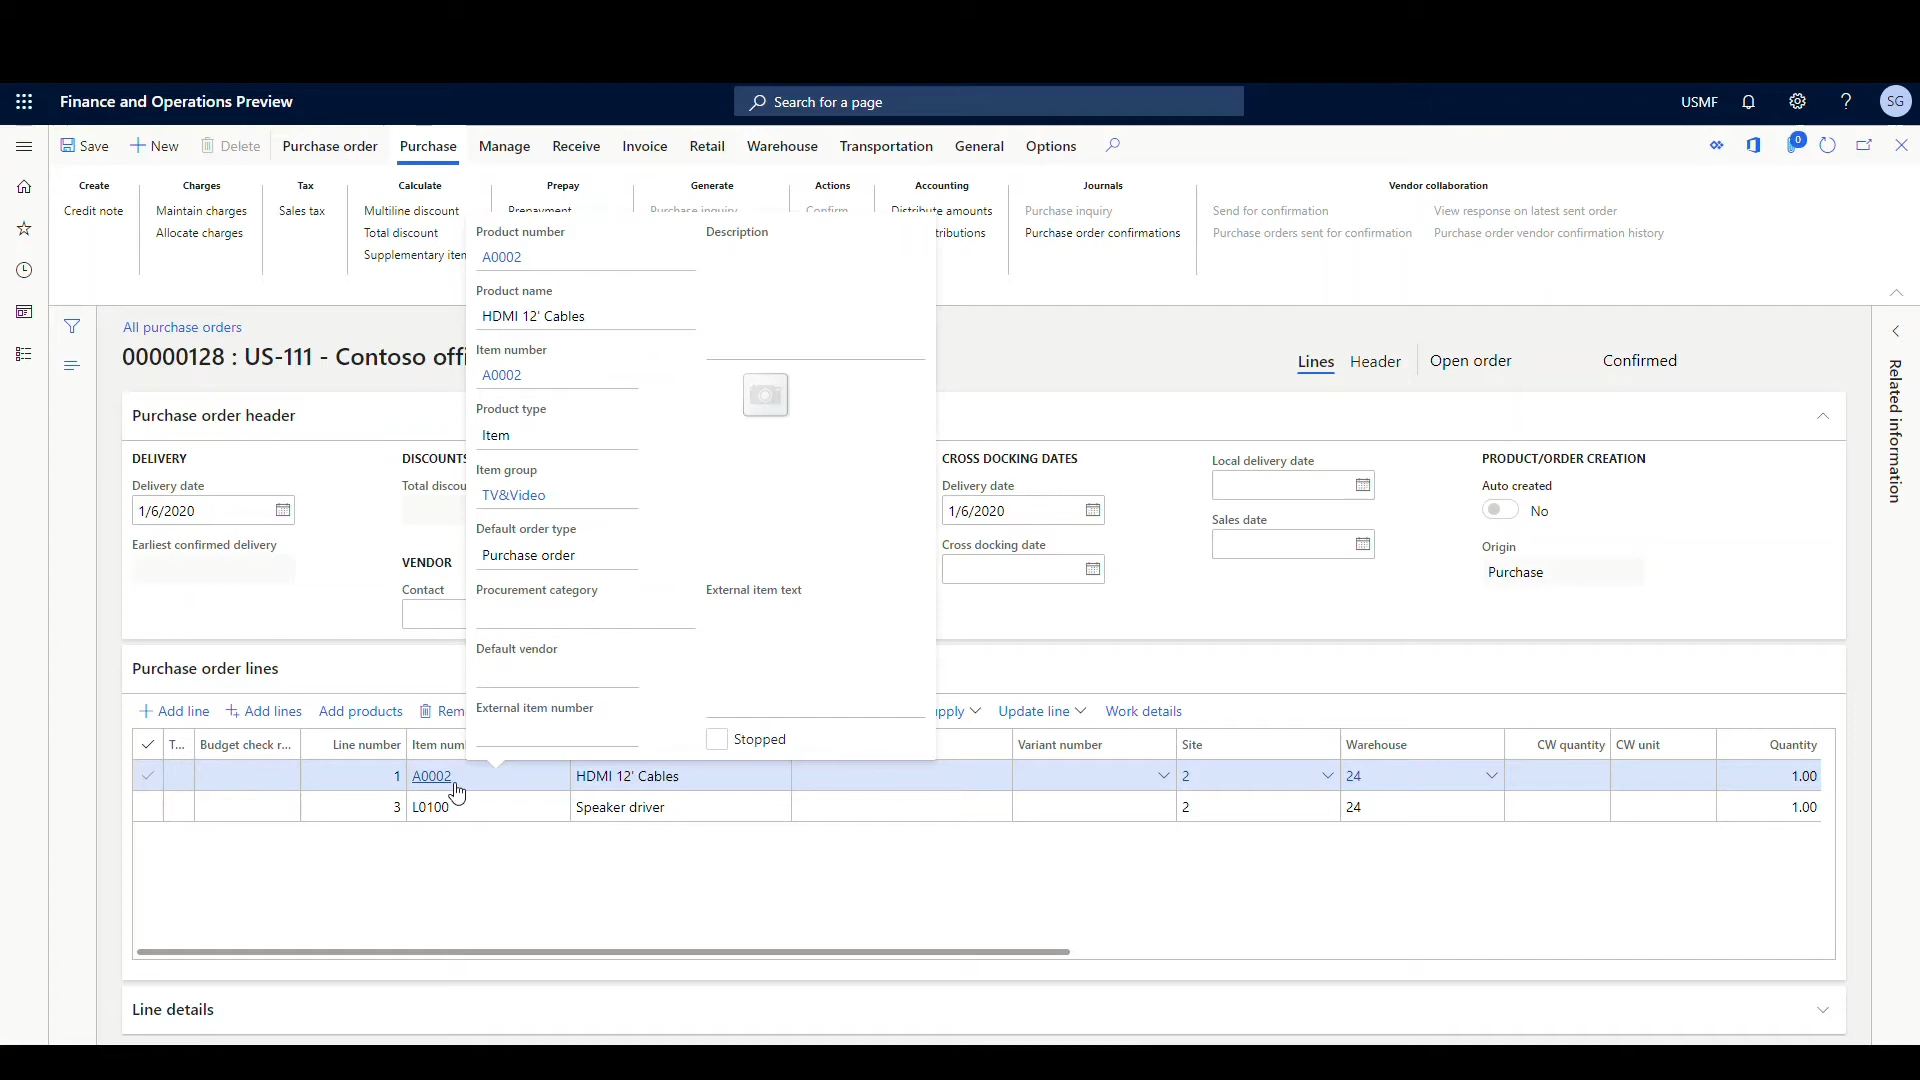 Finance and Operations Preview
Search for a page
USMF
?
SG
Save
New
Delete
Purchase order
Purchase
Manage
Receive
Invoice
Retail
Warehouse
Transportation
General
Options
0
Create
Charges
Tax
Calculate
Prepay
Generate
Actions
Accounting
Journals
Vendor collaboration
Credit note
Maintain charges
Sales tax
Multiline discount
Prepayment
Purchase inquiry
Confirm
Distribute amounts
Purchase inquiry
Send for confirmation
View response on latest sent order
Allocate charges
Total discount
tributions
Purchase order confirmations
Purchase orders sent for confirmation
Purchase order vendor confirmation history
Supplementary iten
Product number
A0002
Product name
HDMI 12' Cables
Item number
A0002
Product type
Item
Item group
TV&Video
Default order type
Purchase order
Procurement category
Default vendor
External item number
Description
External item text
Stopped
All purchase orders
00000128 : US-111 - Contoso offi
Lines
Header
Open order
Confirmed
Related information
Purchase order header
DELIVERY
Delivery date
1/6/2020
Earliest confirmed delivery
DISCOUNTS
Total discou
VENDOR
Contact
CROSS DOCKING DATES
Delivery date
1/6/2020
Cross docking date
Local delivery date
Sales date
PRODUCT/ORDER CREATION
Auto created
No
Origin
Purchase
Purchase order lines
Add line
Add lines
Add products
Rem
pply
Update line
Work details
T...
Budget check r...
Line number
Item num
Variant number
Site
Warehouse
CW quantity
CW unit
Quantity
1
A0002
HDMI 12' Cables
2
24
1.00
3
L0100
Speaker driver
2
24
1.00
Line details